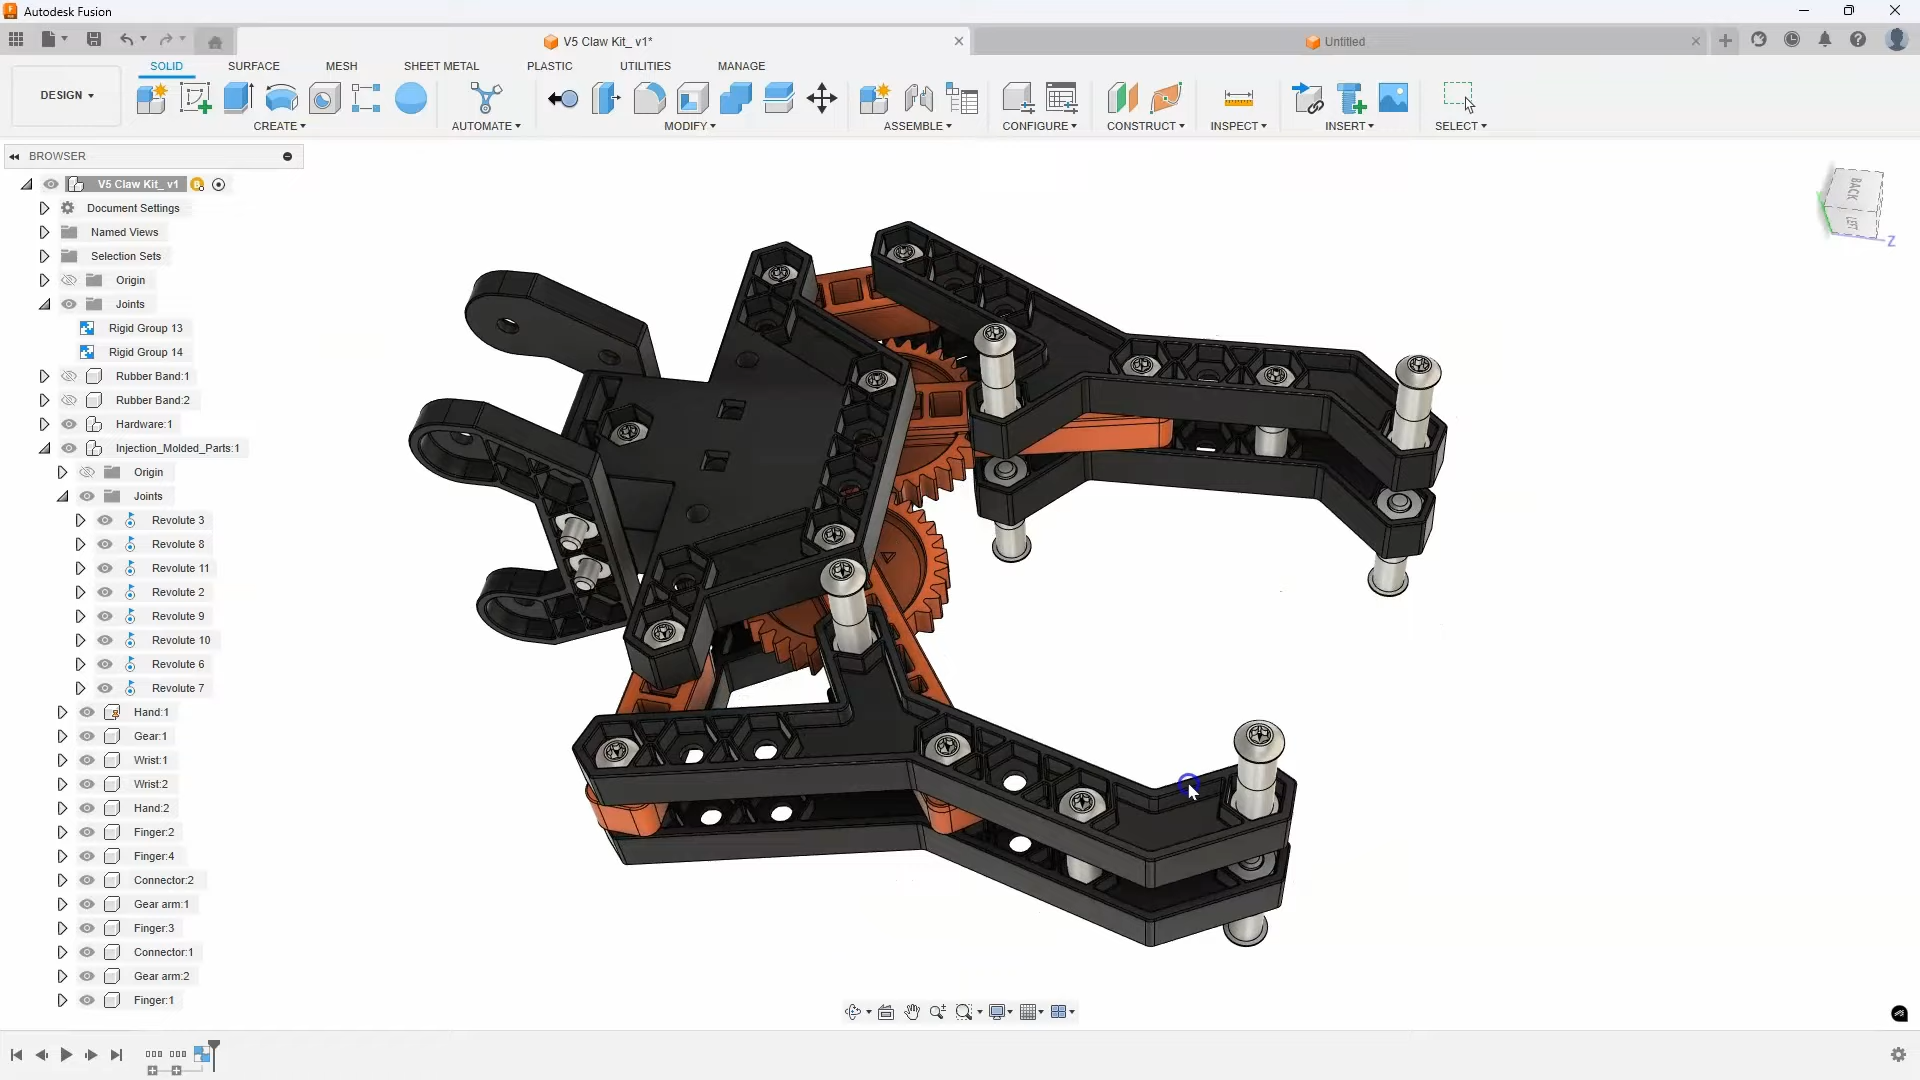 Autodesk Fusion
V5 Claw Kit_ v1*
Untitled
SOLID
SURFACE
MESH
SHEET METAL
PLASTIC
UTILITIES
MANAGE
DESIGN
CREATE
AUTOMATE
MODIFY
ASSEMBLE
CONFIGURE
CONSTRUCT
INSPECT
INSERT
SELECT
BROWSER
V5 Claw Kit_ v1
Document Settings
Named Views
Selection Sets
Origin
Joints
Rigid Group 13
Rigid Group 14
Rubber Band:1
Rubber Band:2
Hardware:1
Injection_Molded_Parts:1
Origin
Joints
Revolute 3
Revolute 8
Revolute 11
Revolute 2
Revolute 9
Revolute 10
Revolute 6
Revolute 7
Hand:1
Gear:1
Wrist:1
Wrist:2
Hand:2
Finger:2
Finger:4
Connector:2
Gear arm:1
Finger:3
Connector:1
Gear arm:2
Finger:1
BACK
LEFT
Z